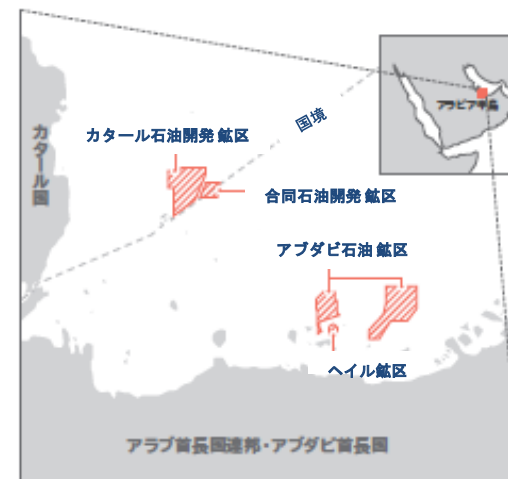 アラビア半島
国境
カタール石油開発 鉱区
カタール国
合同石油開発 鉱区
アブダビ石油 鉱区
ヘイル鉱区
アラブ首長国連邦・アブダビ首長国